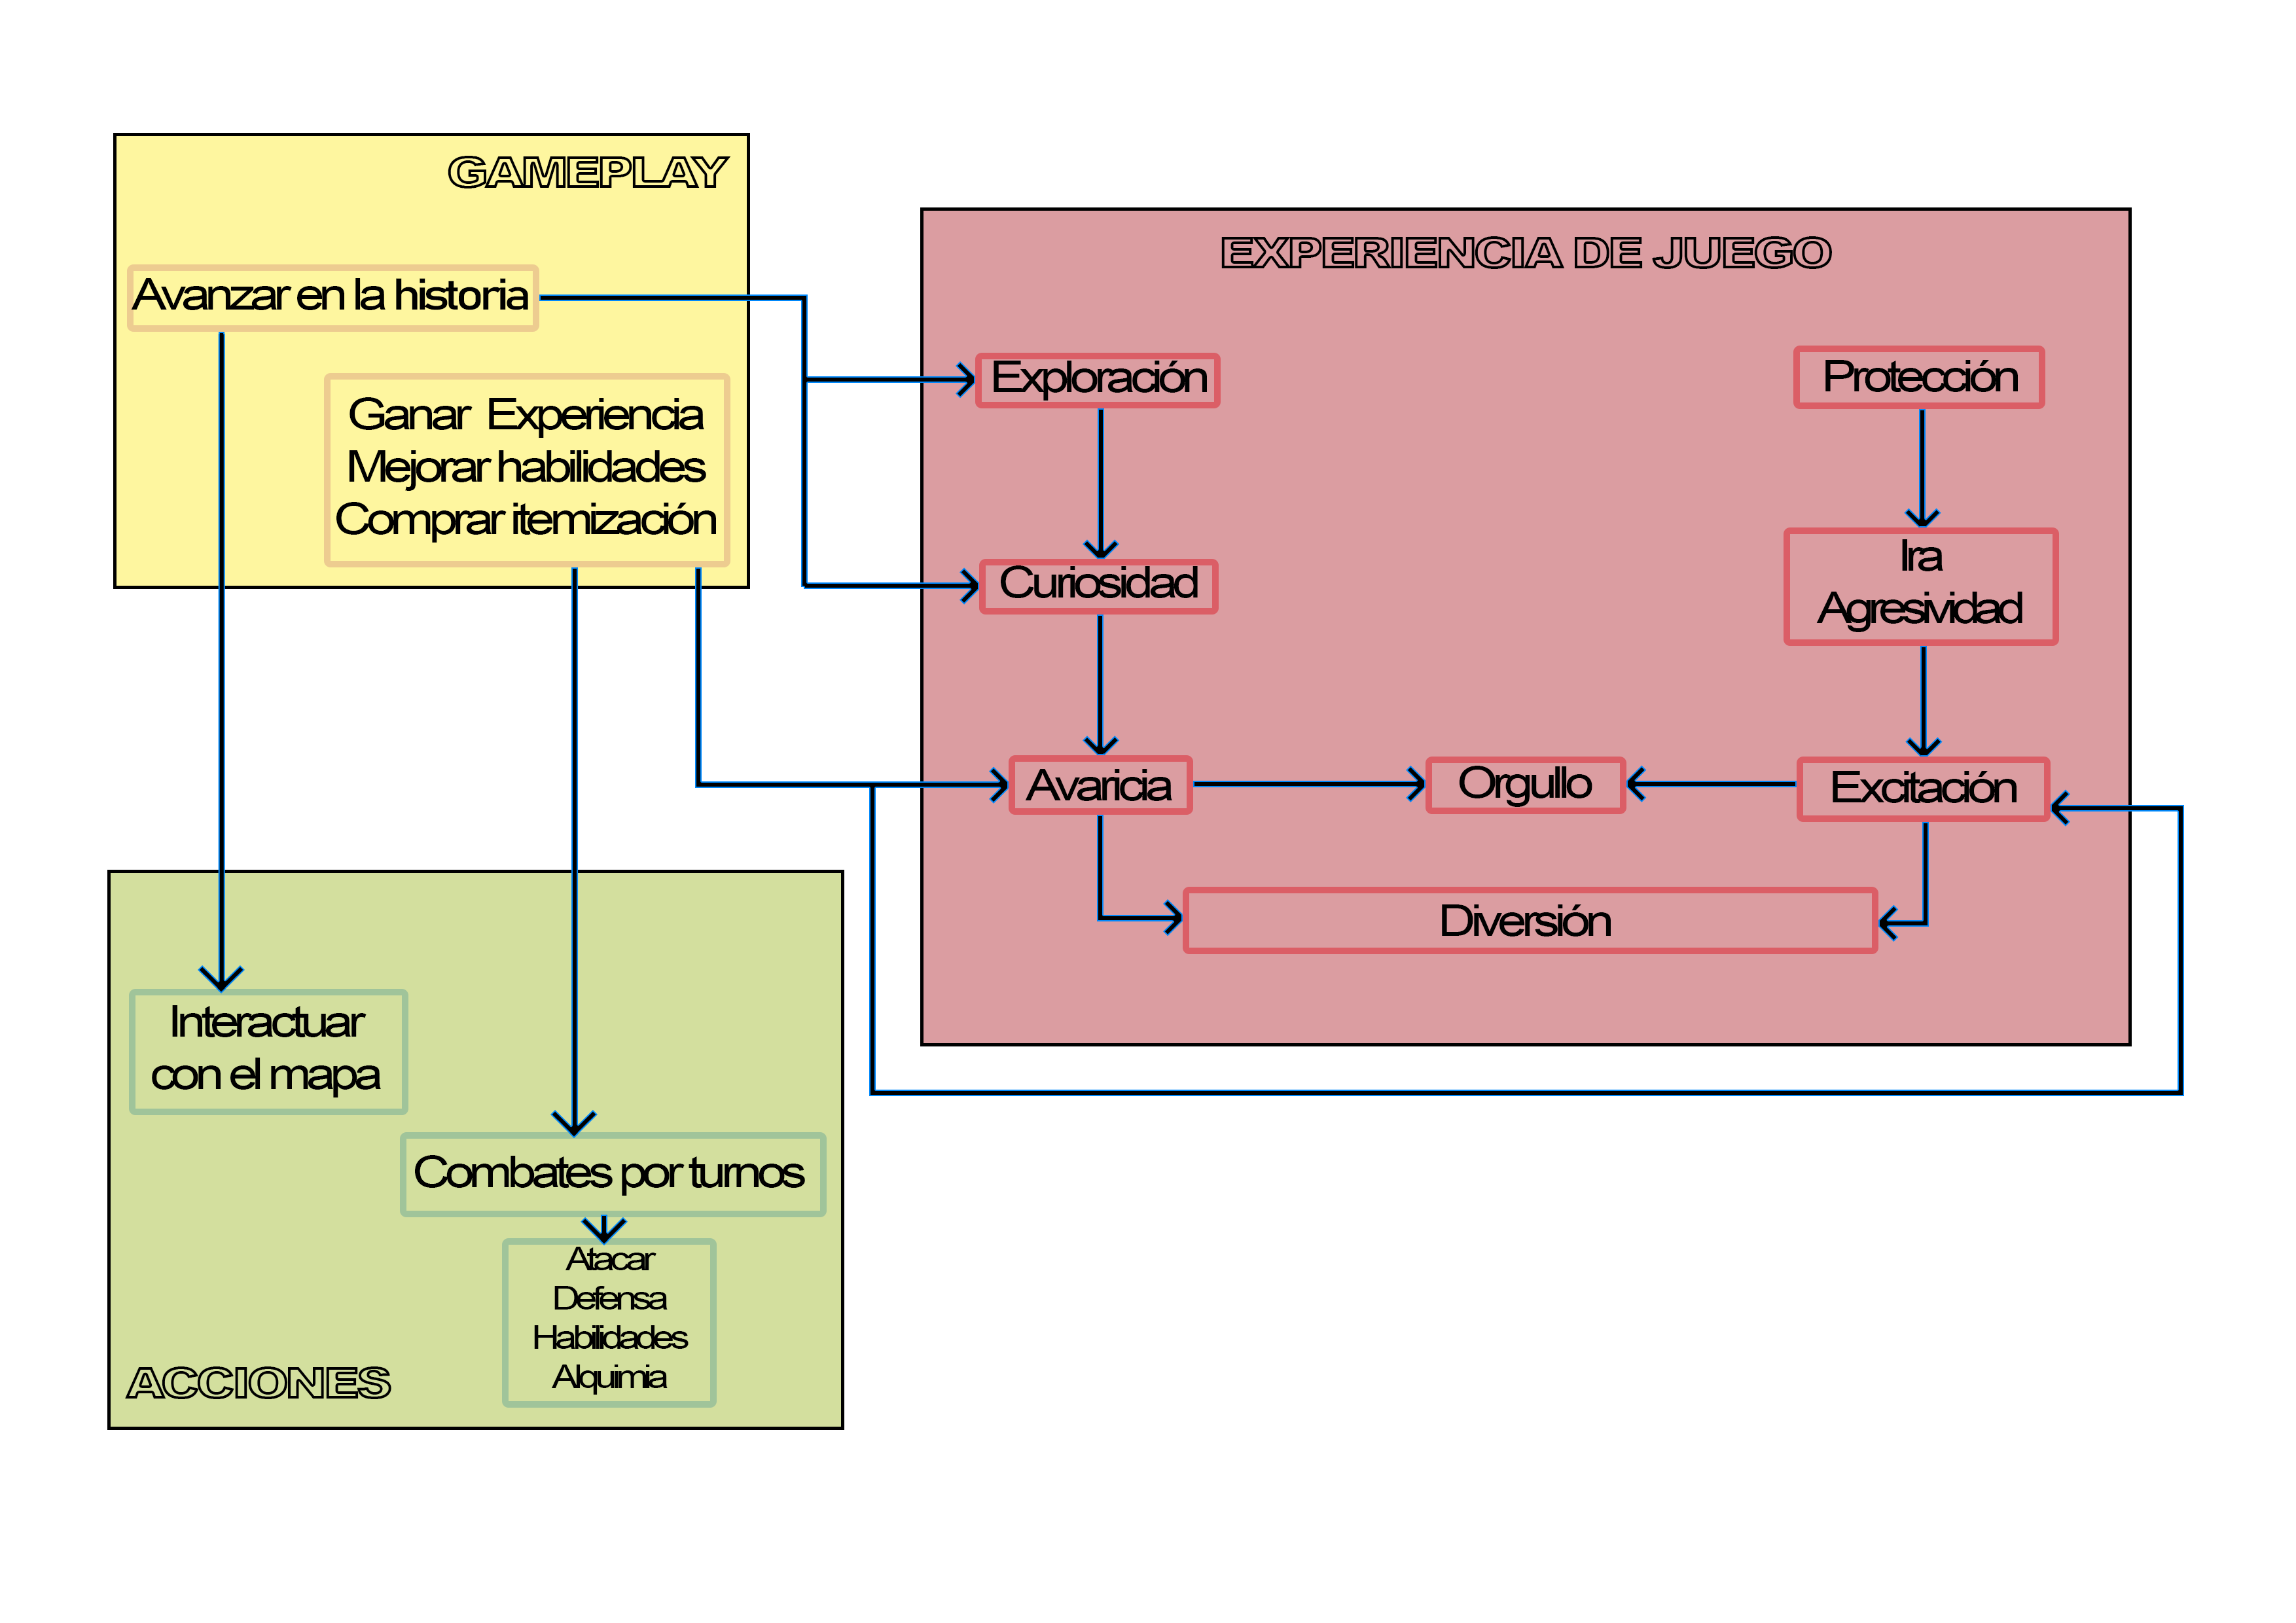 GAMEPLAY
Avanzar en la historia
Ganar Experiencia
Mejorar habilidades
Comprar itemización
EXPERIENCIA DE JUEGO
Exploración
Protección
Curiosidad
Ira
Agresividad
Avaricia
Orgullo
Excitación
Diversión
Interactuar
con el mapa
Combates por turnos
Atacar
Defensa
Habilidades
Alquimia
ACCIONES